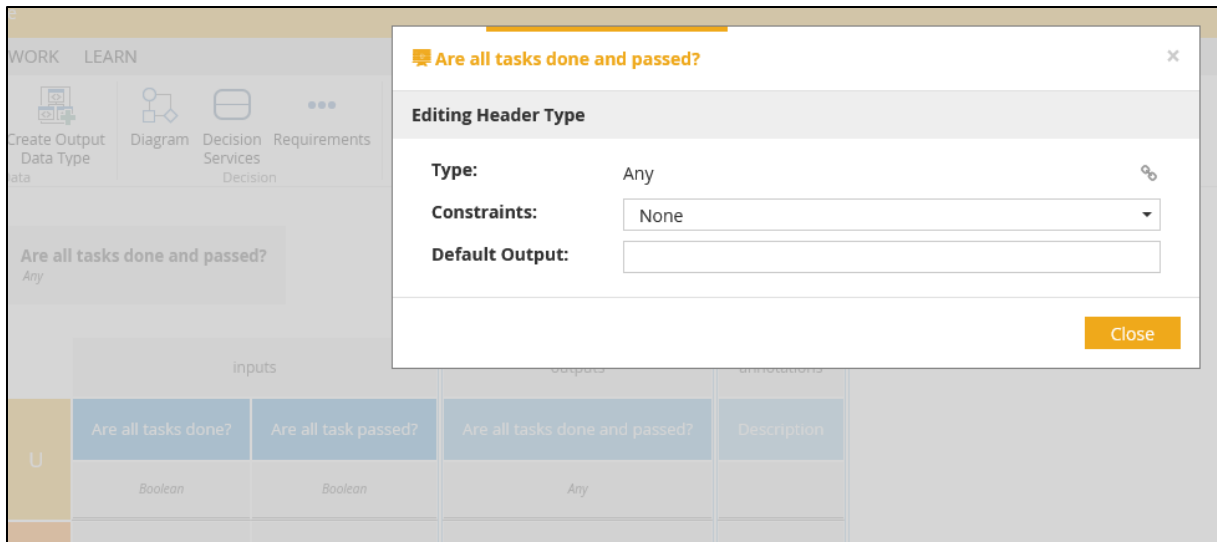 WORK LEARN
Create Output
Data Type
Diagram
Decision
Services
Requirements
Decision
Are all tasks done and passed?
Any
Are all tasks done and passed? ×
Editing Header Type
Type: Any
Constraints: None
Default Output:
Close
inputs outputs annotations
U
Are all tasks done? Are all task passed? Are all tasks done and passed? Description
Boolean Boolean Any